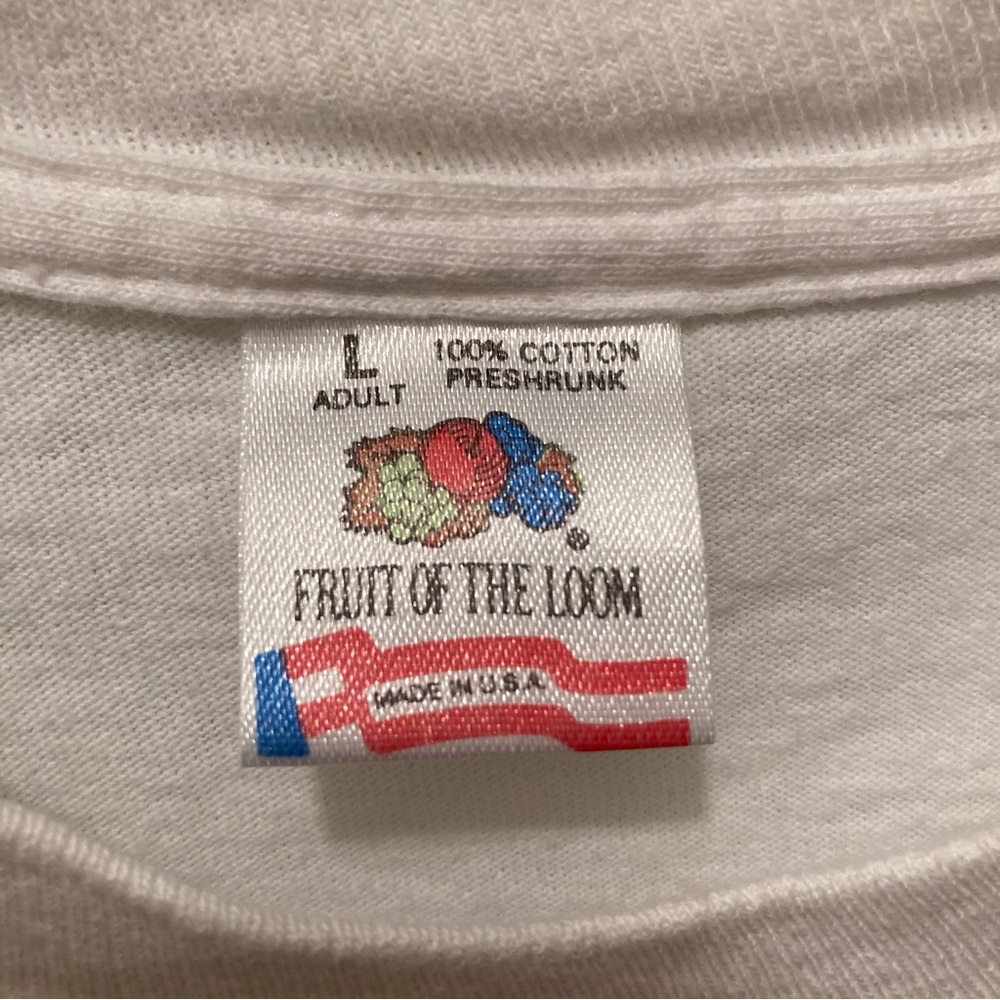 L
ADULT
100% COTTON
PRESHRUNK
®
FRUIT OF THE LOOM
MADE IN U.S.A.